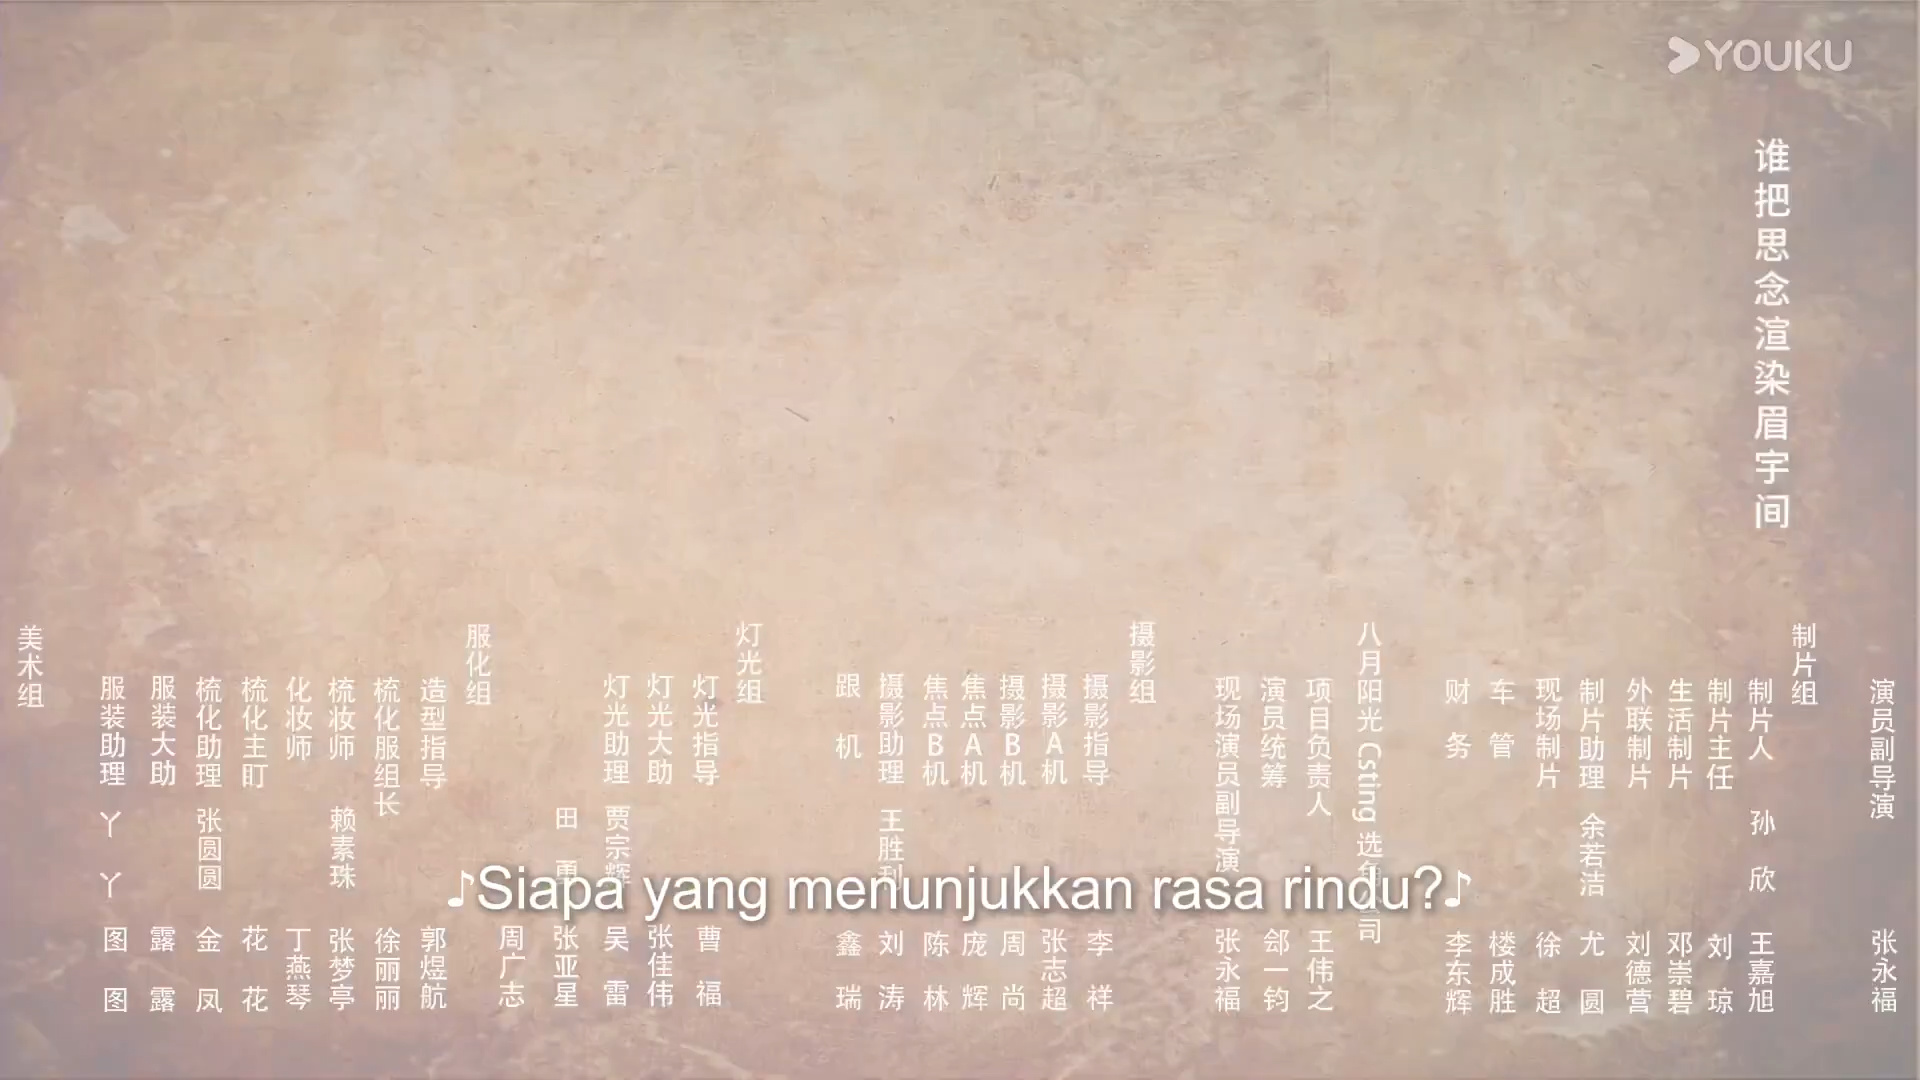 YOUKU
谁把思念渲染眉宇间
演员副导演
张永福
制片组
制片人
孙欣
王嘉旭
制片主任
刘琼
生活制片
邓崇碧
外联制片
刘德营
制片助理
余若洁
尤圆
现场制片
徐超
车管
楼成胜
财务
李东辉
八月阳光 Csting 选角公司
项目负责人
王伟之
演员统筹
郐一钧
现场演员副导演
张永福
摄影组
摄影指导
李祥
摄影A机
张志超
摄影B机
周尚
焦点A机
庞辉
焦点B机
陈林
摄影助理
王胜利
刘涛
跟机
鑫瑞
灯光组
灯光指导
曹福
灯光大助
张佳伟
灯光助理
贾宗辉
吴雷
田勇
张亚星
周广志
服化组
造型指导
郭煜航
梳化服组长
徐丽丽
梳妆师
赖素珠
张梦亭
化妆师
丁燕琴
梳化主盯
花花
梳化助理
张圆圆
金凤
服装大助
露露
服装助理
丫丫
图图
美术组
♪Siapa yang menunjukkan rasa rindu?♪